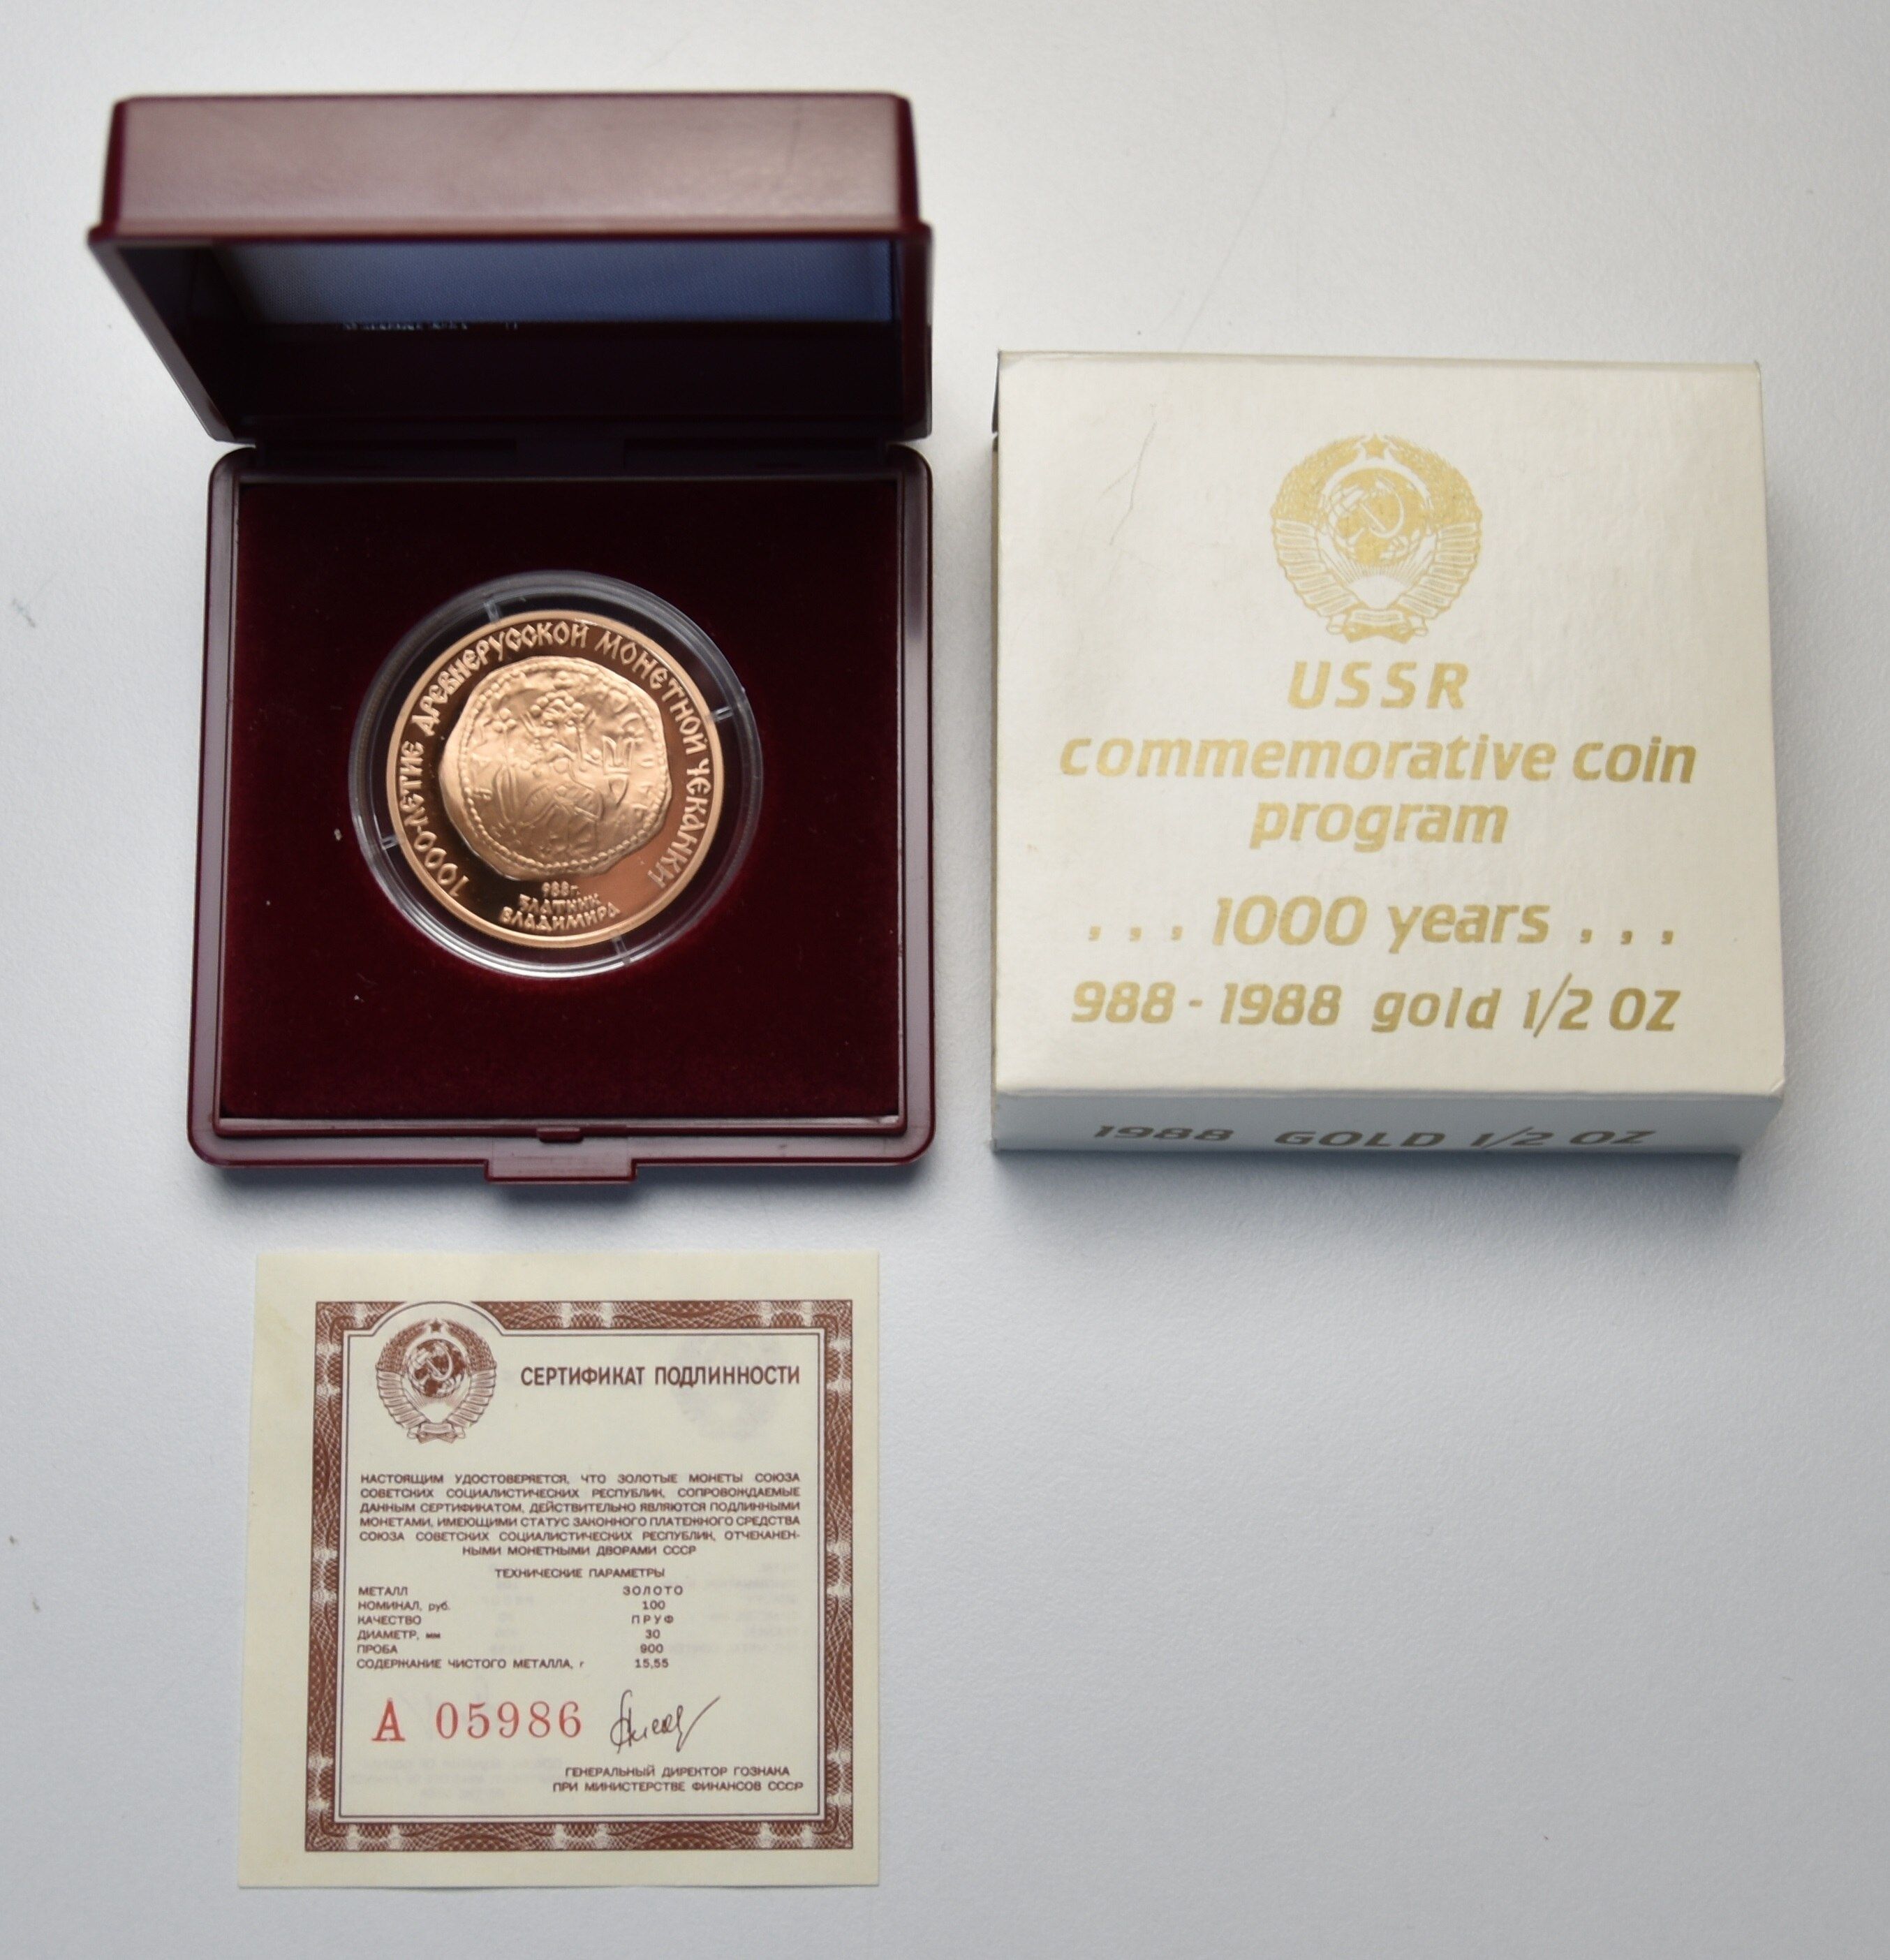 1000-ЛЕТИЕ ДРЕВНЕРУССКОЙ МОНЕТНОЙ ЧЕКАНКИ
988г.
ЗЛАТНИК
ВЛАДИМИРА
USSR
commemorative coin
program
. . . 1000 years . . .
988 - 1988 gold 1/2 OZ
1988 GOLD 1/2 OZ
СЕРТИФИКАТ ПОДЛИННОСТИ
НАСТОЯЩИМ УДОСТОВЕРЯЕТСЯ, ЧТО ЗОЛОТЫЕ МОНЕТЫ СОЮЗА
СОВЕТСКИХ СОЦИАЛИСТИЧЕСКИХ РЕСПУБЛИК, СОПРОВОЖДАЕМЫЕ
ДАННЫМ СЕРТИФИКАТОМ, ДЕЙСТВИТЕЛЬНО ЯВЛЯЮТСЯ ПОДЛИННЫМИ
МОНЕТАМИ, ИМЕЮЩИМИ СТАТУС ЗАКОННОГО ПЛАТЕЖНОГО СРЕДСТВА
СОЮЗА СОВЕТСКИХ СОЦИАЛИСТИЧЕСКИХ РЕСПУБЛИК, ОТЧЕКАНЕН-
НЫМИ МОНЕТНЫМИ ДВОРАМИ СССР
ТЕХНИЧЕСКИЕ ПАРАМЕТРЫ
МЕТАЛЛ ЗОЛОТО
НОМИНАЛ, руб. 100
КАЧЕСТВО ПРУФ
ДИАМЕТР, мм 30
ПРОБА 900
СОДЕРЖАНИЕ ЧИСТОГО МЕТАЛЛА, г 15,55
А 05986
ГЕНЕРАЛЬНЫЙ ДИРЕКТОР ГОЗНАКА
ПРИ МИНИСТЕРСТВЕ ФИНАНСОВ СССР